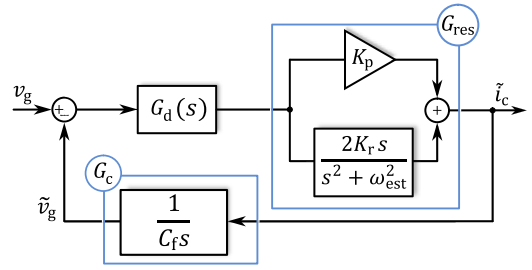 G_res
K_p
v_g
+
−
G_d(s)
+
ĩ_c
2K_r s
s² + ω²_est
G_c
ṽ_g
1
C_f s